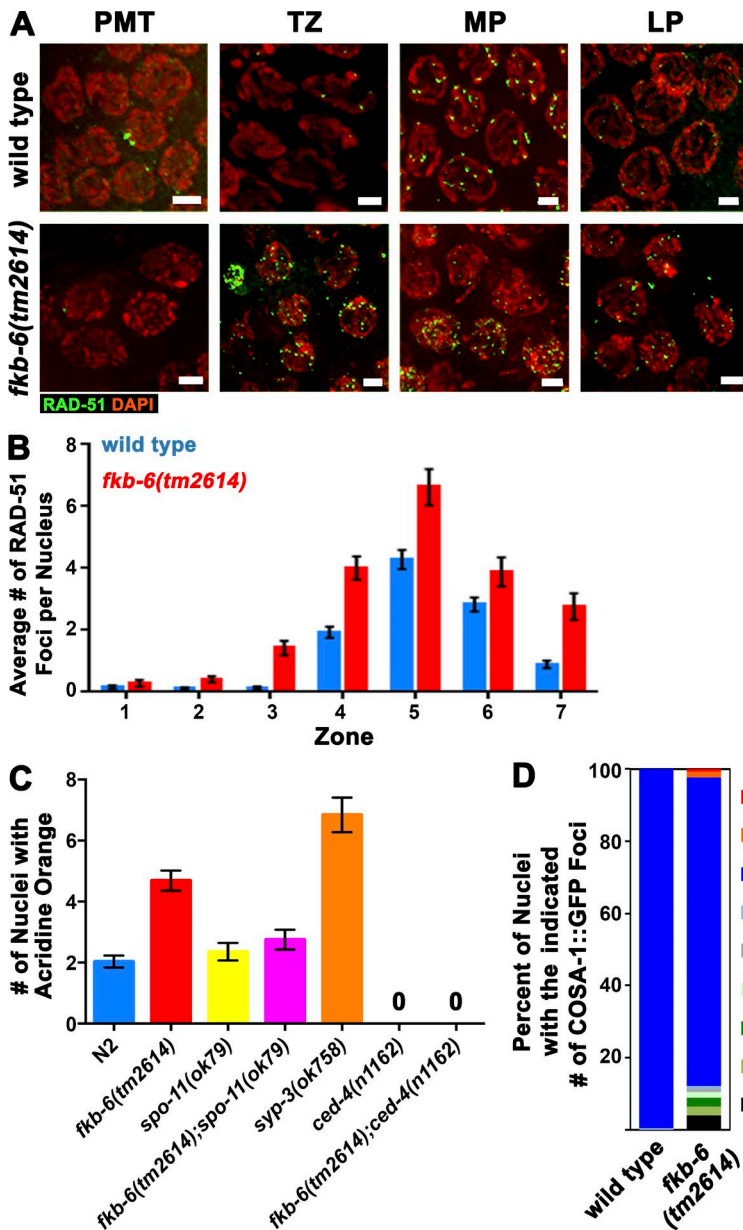 A
PMT TZ MP LP
wild type
fkb-6(tm2614)
RAD-51 DAPI
B
wild type
fkb-6(tm2614)
Average # of RAD-51
Foci per Nucleus
8
6
4
2
0
1 2 3 4 5 6 7
Zone
C
# of Nuclei with
Acridine Orange
8
6
4
2
0
0 0
N2
fkb-6(tm2614)
spo-11(ok79)
fkb-6(tm2614);spo-11(ok79)
syp-3(ok758)
ced-4(n1162)
fkb-6(tm2614);ced-4(n1162)
D
Percent of Nuclei
with the indicated
# of COSA-1::GFP Foci
100
80
60
40
20
wild type
fkb-6
(tm2614)